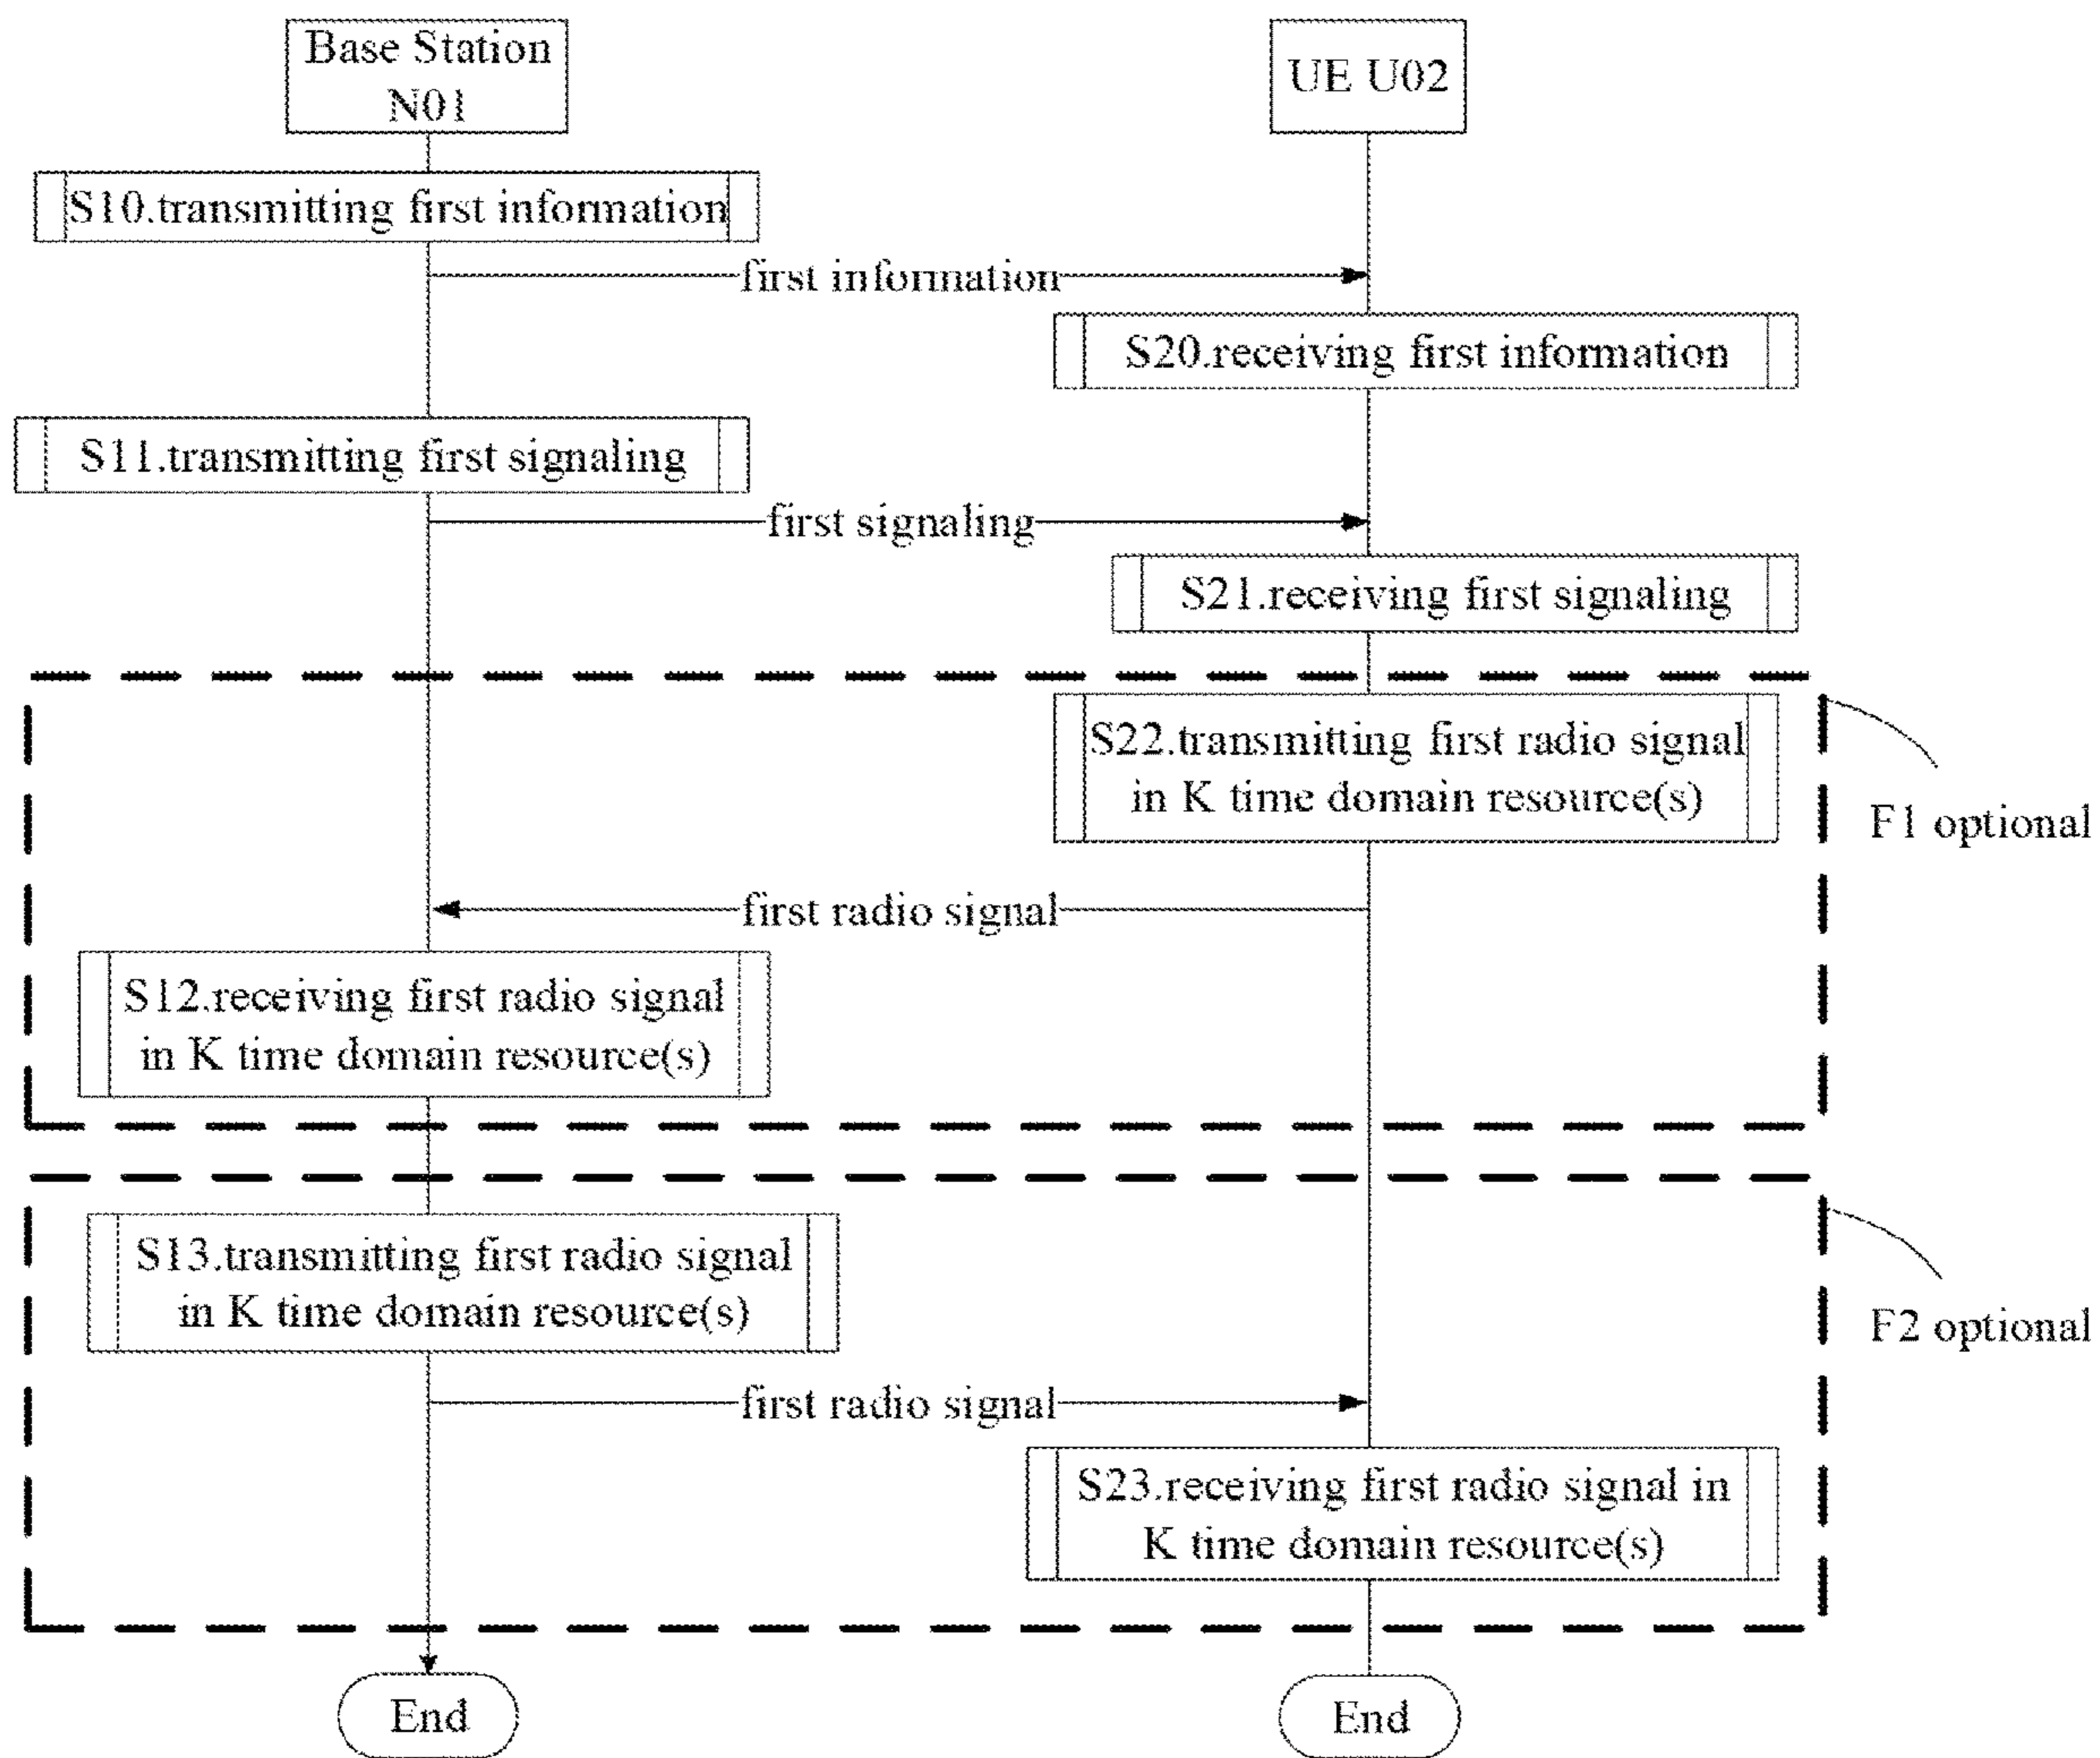 Base Station
N01
UE U02
S10.transmitting first information
first information
S20.receiving first information
S11.transmitting first signaling
first signaling
S21.receiving first signaling
S22.transmitting first radio signal
in K time domain resource(s)
F1 optional
first radio signal
S12.receiving first radio signal
in K time domain resource(s)
S13.transmitting first radio signal
in K time domain resource(s)
F2 optional
first radio signal
S23.receiving first radio signal in
K time domain resource(s)
End
End